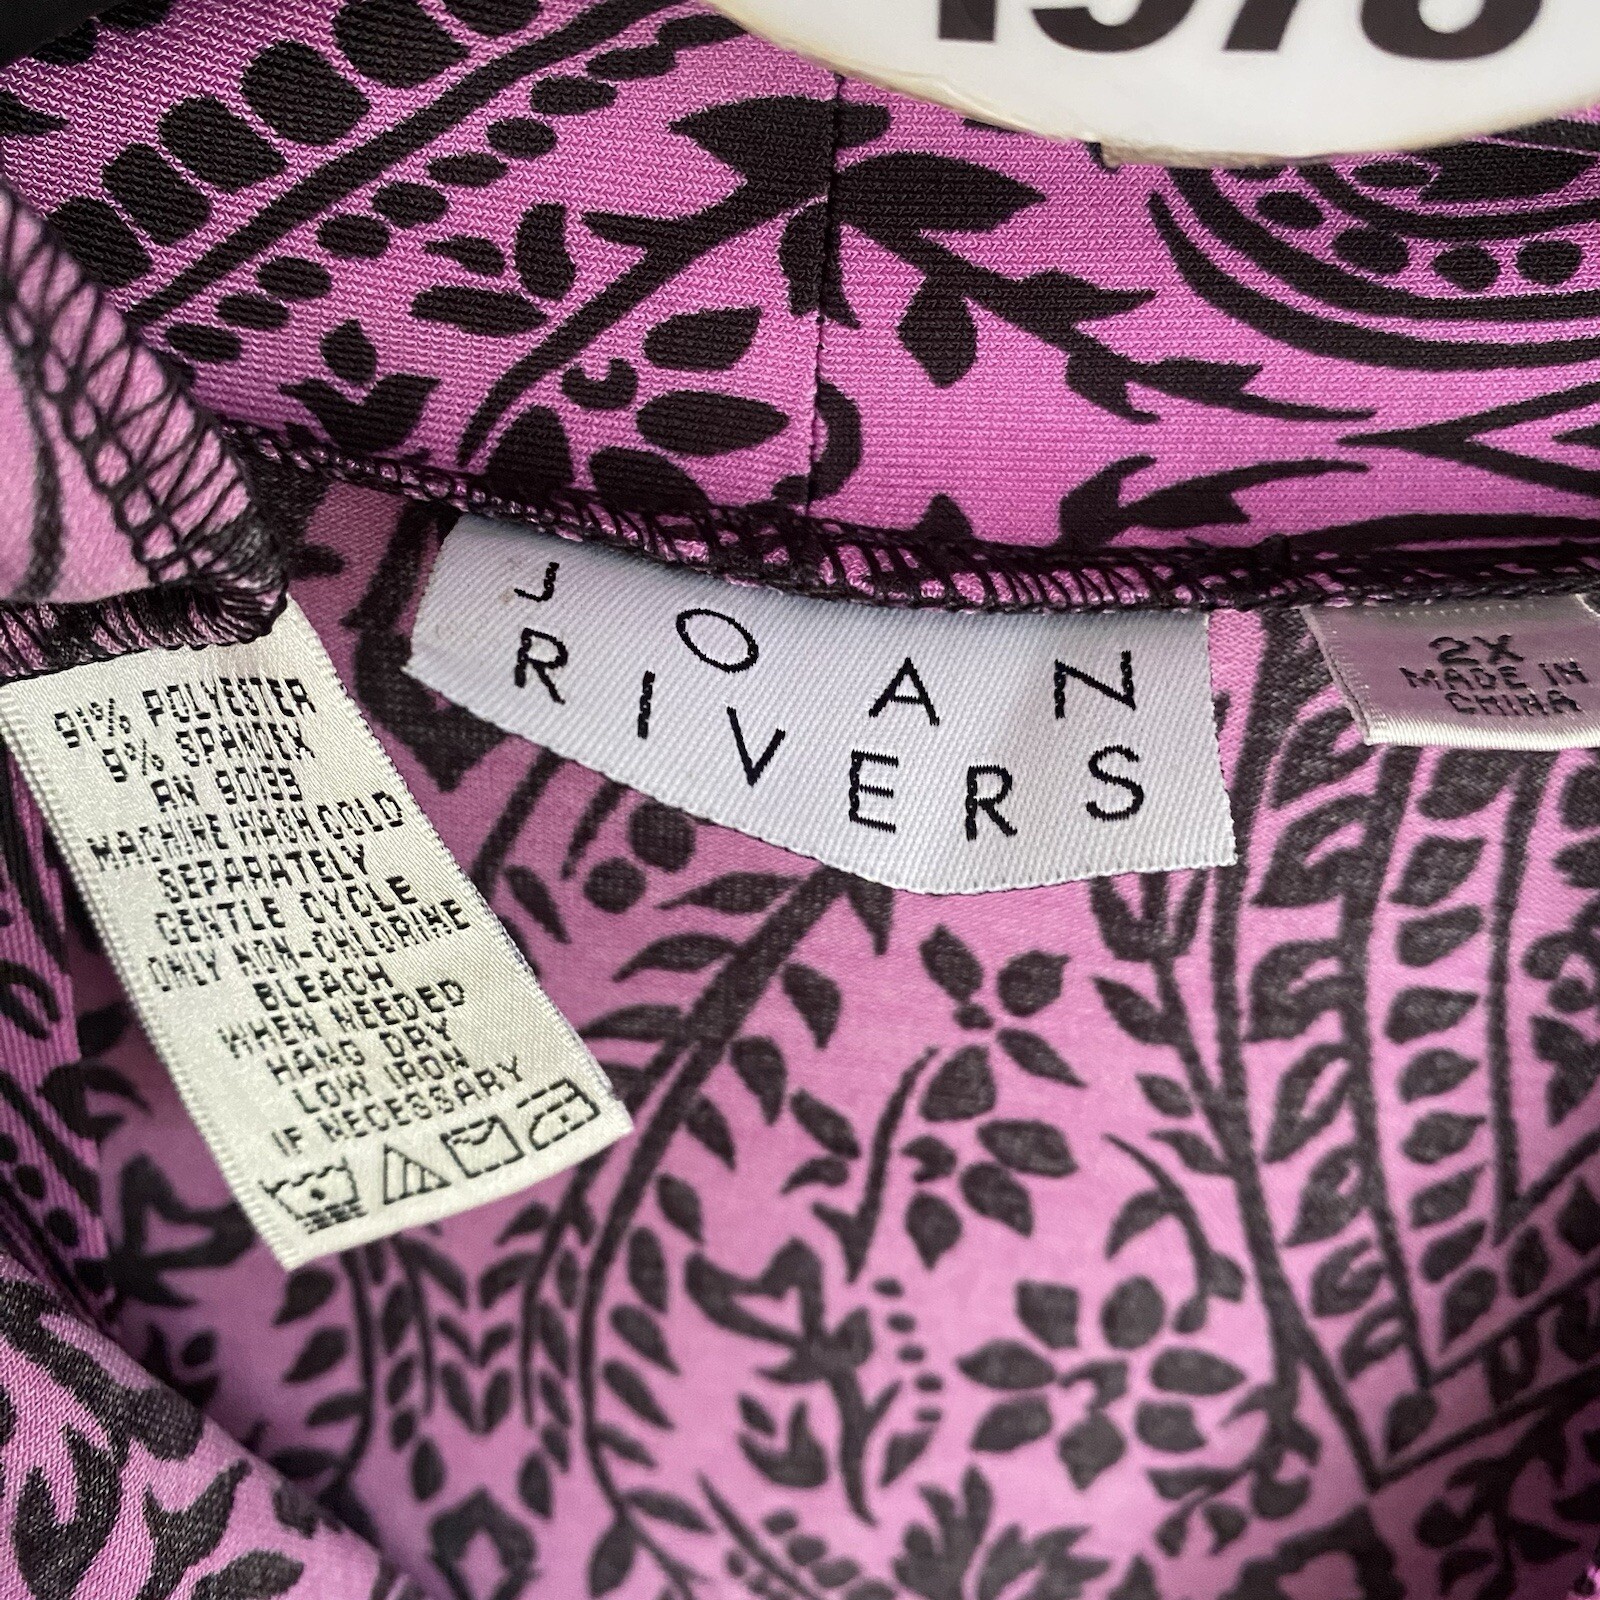 1978
JOAN
RIVERS
2X
MADE IN
CHINA
91% POLYESTER
9% SPANDEX
RN 90193
MACHINE WASH COLD
SEPARATELY
GENTLE CYCLE
ONLY NON-CHLORINE
BLEACH
WHEN NEEDED
HANG DRY
LOW IRON
IF NECESSARY